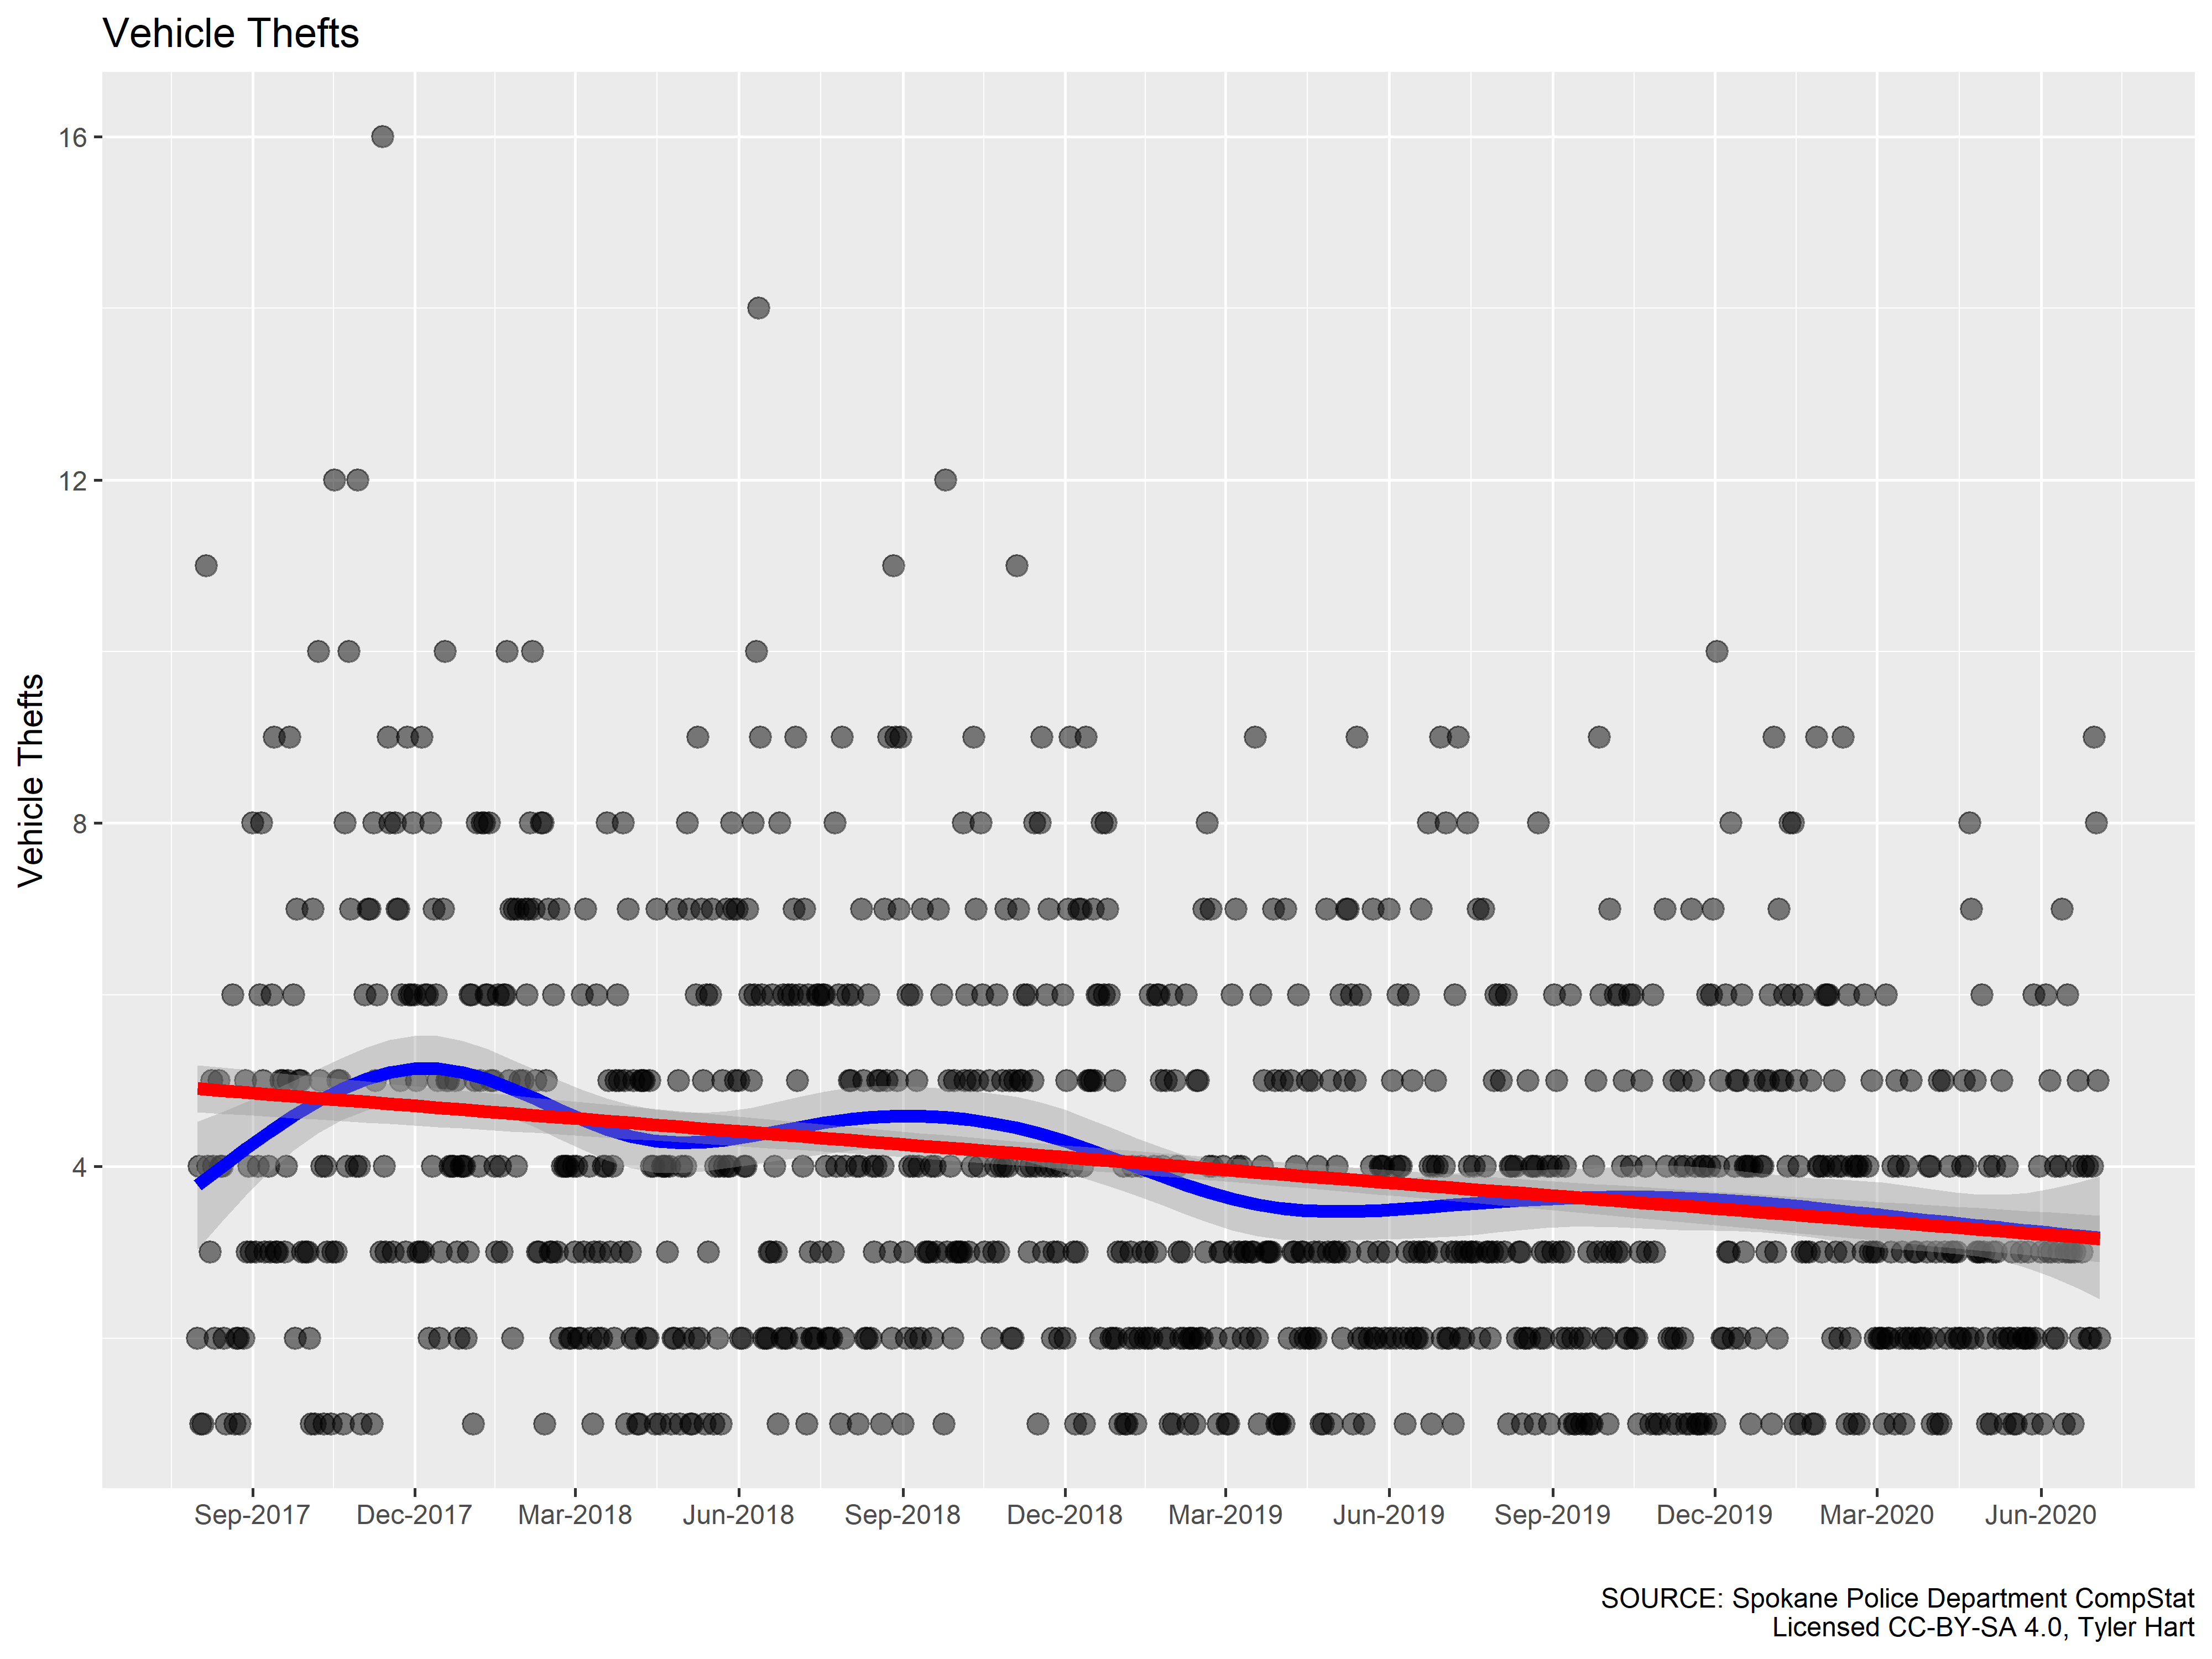 Vehicle Thefts
Vehicle Thefts
16
12
8
4
Sep-2017 Dec-2017 Mar-2018 Jun-2018 Sep-2018 Dec-2018 Mar-2019 Jun-2019 Sep-2019 Dec-2019 Mar-2020 Jun-2020
SOURCE: Spokane Police Department CompStat
Licensed CC-BY-SA 4.0, Tyler Hart